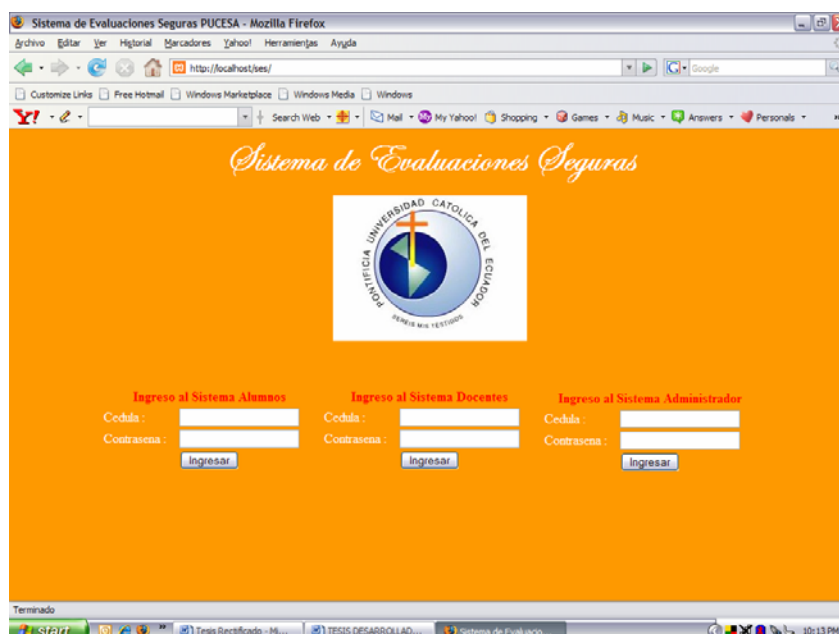 Sistema de Evaluaciones Seguras PUCESA - Mozilla Firefox
Archivo Editar Ver Historial Marcadores Yahoo! Herramientas Ayuda
http://localhost/ses/
Google
Customize Links Free Hotmail Windows Marketplace Windows Media Windows
Y! Search Web Mail My Yahoo! Shopping Games Music Answers Personals
Sistema de Evaluaciones Seguras
PONTIFICIA UNIVERSIDAD CATOLICA DEL ECUADOR
SEREIS MIS TESTIGOS
Ingreso al Sistema Alumnos Ingreso al Sistema Docentes Ingreso al Sistema Administrador
Cedula : Cedula : Cedula :
Contrasena : Contrasena : Contrasena :
Ingresar Ingresar Ingresar
Terminado
start Tesis Rectificado - Mi... TESIS DESARROLLAD... Sistema de Evaluacio... 10:13 PM